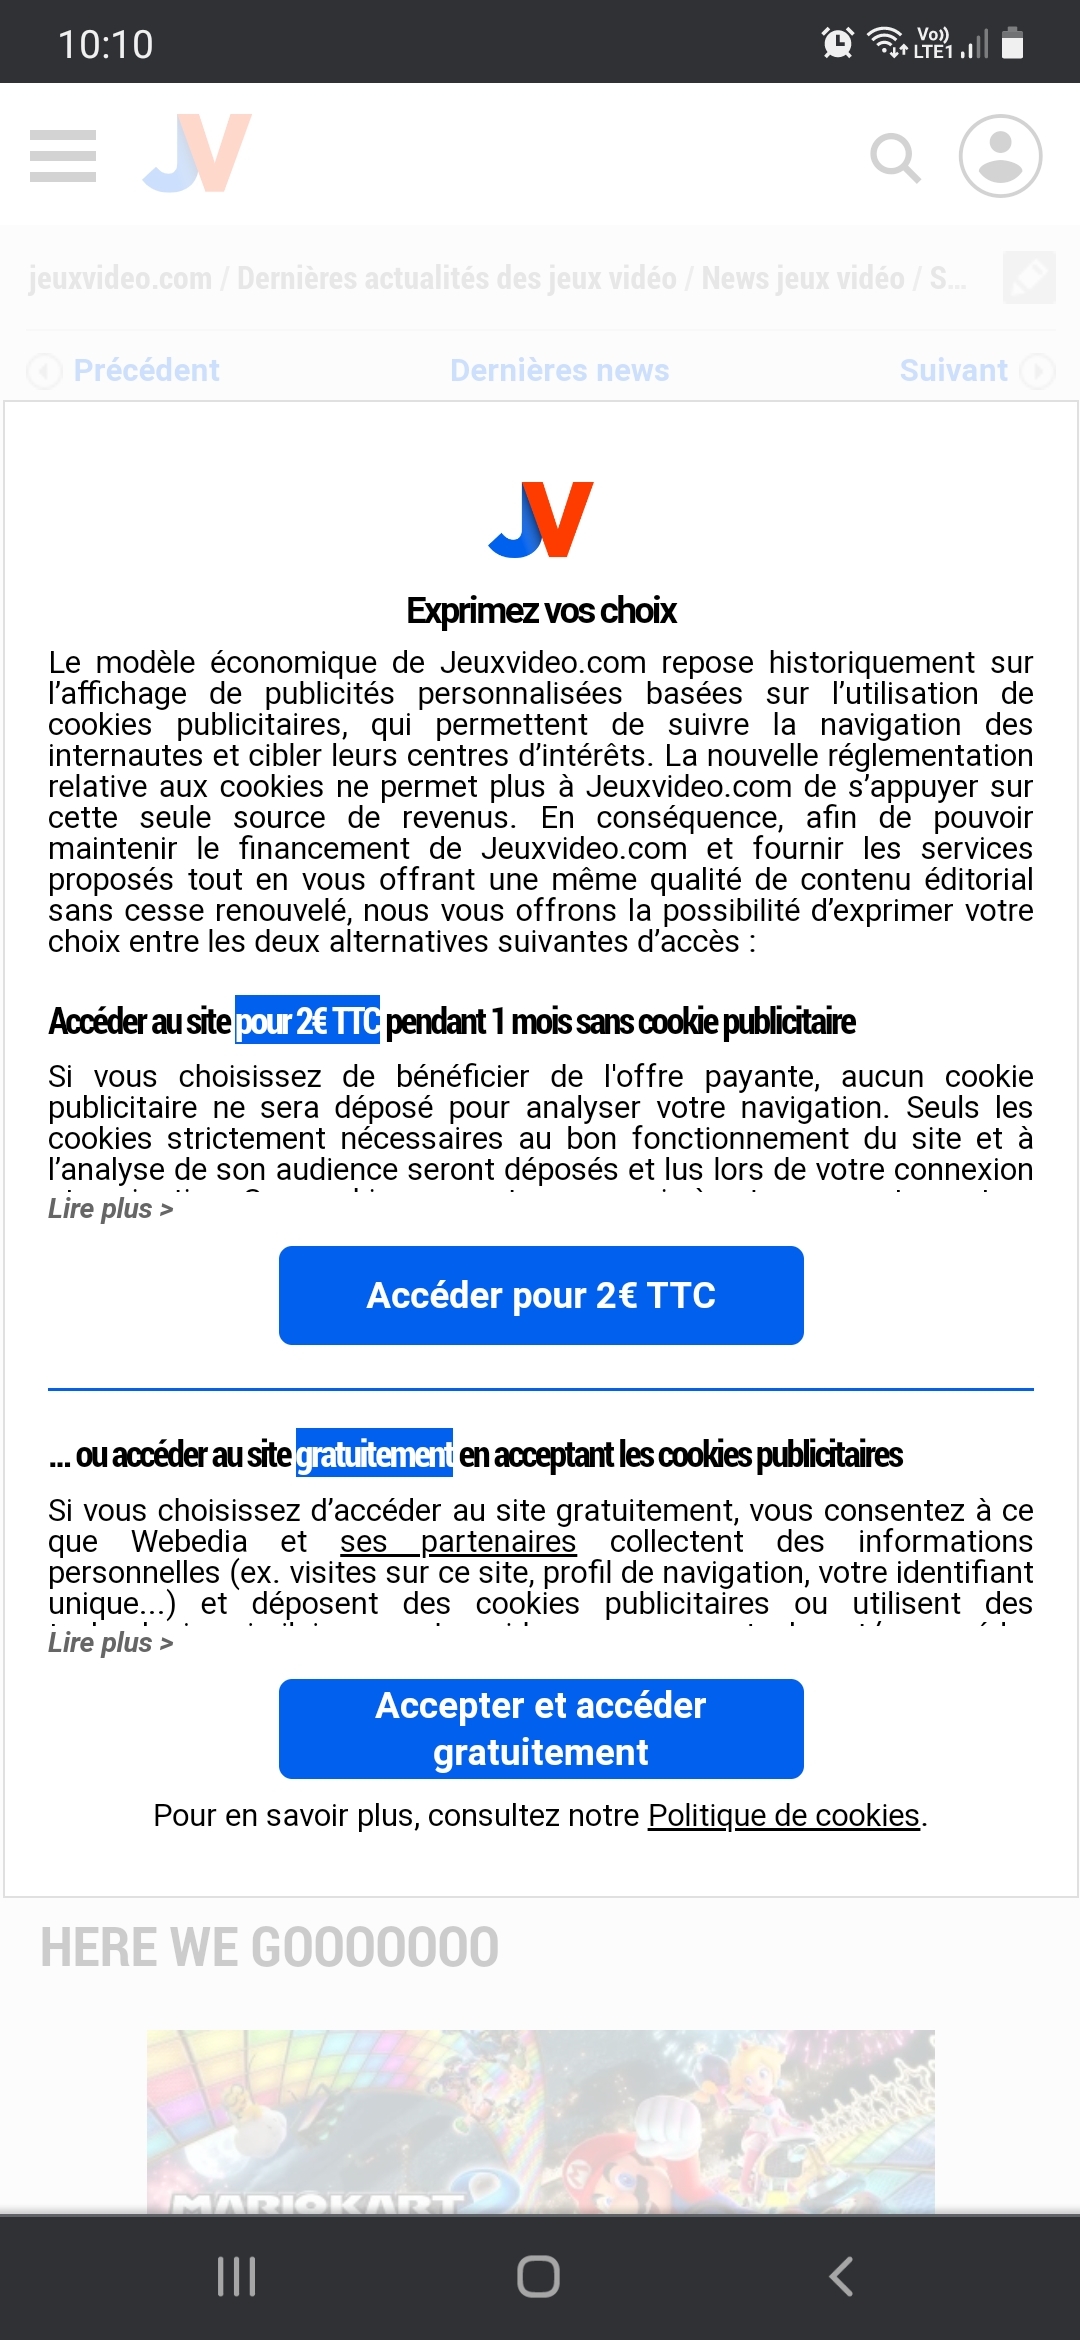 10:10
Vo)) LTE1
JV
jeuxvideo.com / Dernières actualités des jeux vidéo / News jeux vidéo / S...
Précédent Dernières news Suivant
JV
Exprimez vos choix
Le modèle économique de Jeuxvideo.com repose historiquement sur
l’affichage de publicités personnalisées basées sur l’utilisation de
cookies publicitaires, qui permettent de suivre la navigation des
internautes et cibler leurs centres d’intérêts. La nouvelle réglementation
relative aux cookies ne permet plus à Jeuxvideo.com de s’appuyer sur
cette seule source de revenus. En conséquence, afin de pouvoir
maintenir le financement de Jeuxvideo.com et fournir les services
proposés tout en vous offrant une même qualité de contenu éditorial
sans cesse renouvelé, nous vous offrons la possibilité d’exprimer votre
choix entre les deux alternatives suivantes d’accès :
Accéder au site pour 2€ TTC pendant 1 mois sans cookie publicitaire
Si vous choisissez de bénéficier de l'offre payante, aucun cookie
publicitaire ne sera déposé pour analyser votre navigation. Seuls les
cookies strictement nécessaires au bon fonctionnement du site et à
l’analyse de son audience seront déposés et lus lors de votre connexion
Lire plus >
Accéder pour 2€ TTC
... ou accéder au site gratuitement en acceptant les cookies publicitaires
Si vous choisissez d’accéder au site gratuitement, vous consentez à ce
que Webedia et ses partenaires collectent des informations
personnelles (ex. visites sur ce site, profil de navigation, votre identifiant
unique...) et déposent des cookies publicitaires ou utilisent des
Lire plus >
Accepter et accéder
gratuitement
Pour en savoir plus, consultez notre Politique de cookies.
HERE WE GOOOOOOO
MARIOKART 8